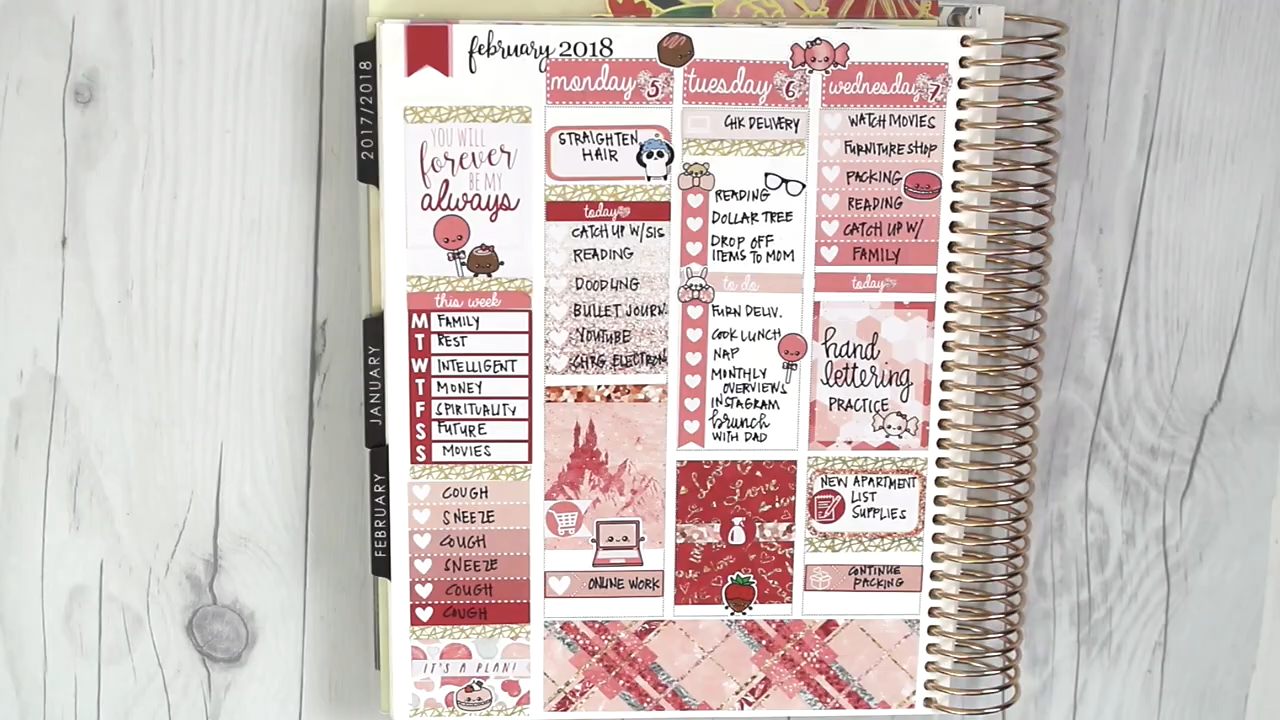 february 2018
2017/2018
JANUARY
FEBRUARY
YOU WILL
forever
BE MY
always
this week
M FAMILY
T REST
W INTELLIGENT
T MONEY
F SPIRITUALITY
S FUTURE
S MOVIES
COUGH
SNEEZE
COUGH
SNEEZE
COUGH
COUGH
IT'S A PLAN!
monday 5
STRAIGHTEN
HAIR
today
CATCH UP W/SIS
READING
DOODLING
BULLET JOURN.
YOUTUBE
CHRG ELECTRON
ONLINE WORK
tuesday 6
GHK DELIVERY
READING
DOLLAR TREE
DROP OFF
ITEMS TO MOM
to do
FURN DELIV.
COOK LUNCH
NAP
MONTHLY
OVERVIEWS
INSTAGRAM
brunch
WITH DAD
Love Love
wednesday 7
WATCH MOVIES
FURNITURE SHOP
PACKING
READING
CATCH UP W/
FAMILY
today
hand
lettering
PRACTICE
NEW APARTMENT
LIST
SUPPLIES
CONTINUE
PACKING